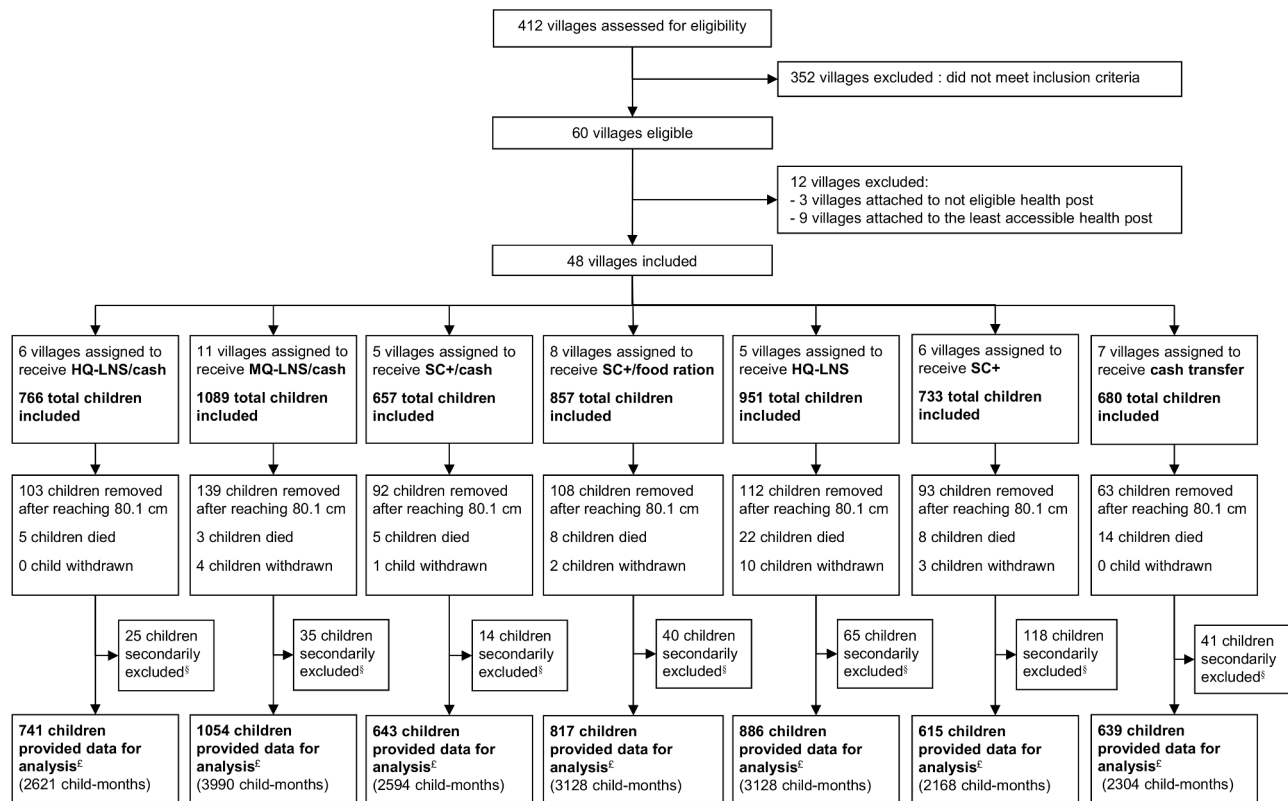 412 villages assessed for eligibility
352 villages excluded : did not meet inclusion criteria
60 villages eligible
12 villages excluded:
- 3 villages attached to not eligible health post
- 9 villages attached to the least accessible health post
48 villages included
6 villages assigned to
receive HQ-LNS/cash
766 total children
included
11 villages assigned to
receive MQ-LNS/cash
1089 total children
included
5 villages assigned to
receive SC+/cash
657 total children
included
8 villages assigned to
receive SC+/food ration
857 total children
included
5 villages assigned to
receive HQ-LNS
951 total children
included
6 villages assigned to
receive SC+
733 total children
included
7 villages assigned to
receive cash transfer
680 total children
included
103 children removed
after reaching 80.1 cm
5 children died
0 child withdrawn
139 children removed
after reaching 80.1 cm
3 children died
4 children withdrawn
92 children removed
after reaching 80.1 cm
5 children died
1 child withdrawn
108 children removed
after reaching 80.1 cm
8 children died
2 children withdrawn
112 children removed
after reaching 80.1 cm
22 children died
10 children withdrawn
93 children removed
after reaching 80.1 cm
8 children died
3 children withdrawn
63 children removed
after reaching 80.1 cm
14 children died
0 child withdrawn
25 children
secondarily
excluded§
35 children
secondarily
excluded§
14 children
secondarily
excluded§
40 children
secondarily
excluded§
65 children
secondarily
excluded§
118 children
secondarily
excluded§
41 children
secondarily
excluded§
741 children
provided data for
analysis£
(2621 child-months)
1054 children
provided data for
analysis£
(3990 child-months)
643 children
provided data for
analysis£
(2594 child-months)
817 children
provided data for
analysis£
(3128 child-months)
886 children
provided data for
analysis£
(3128 child-months)
615 children
provided data for
analysis£
(2168 child-months)
639 children
provided data for
analysis£
(2304 child-months)